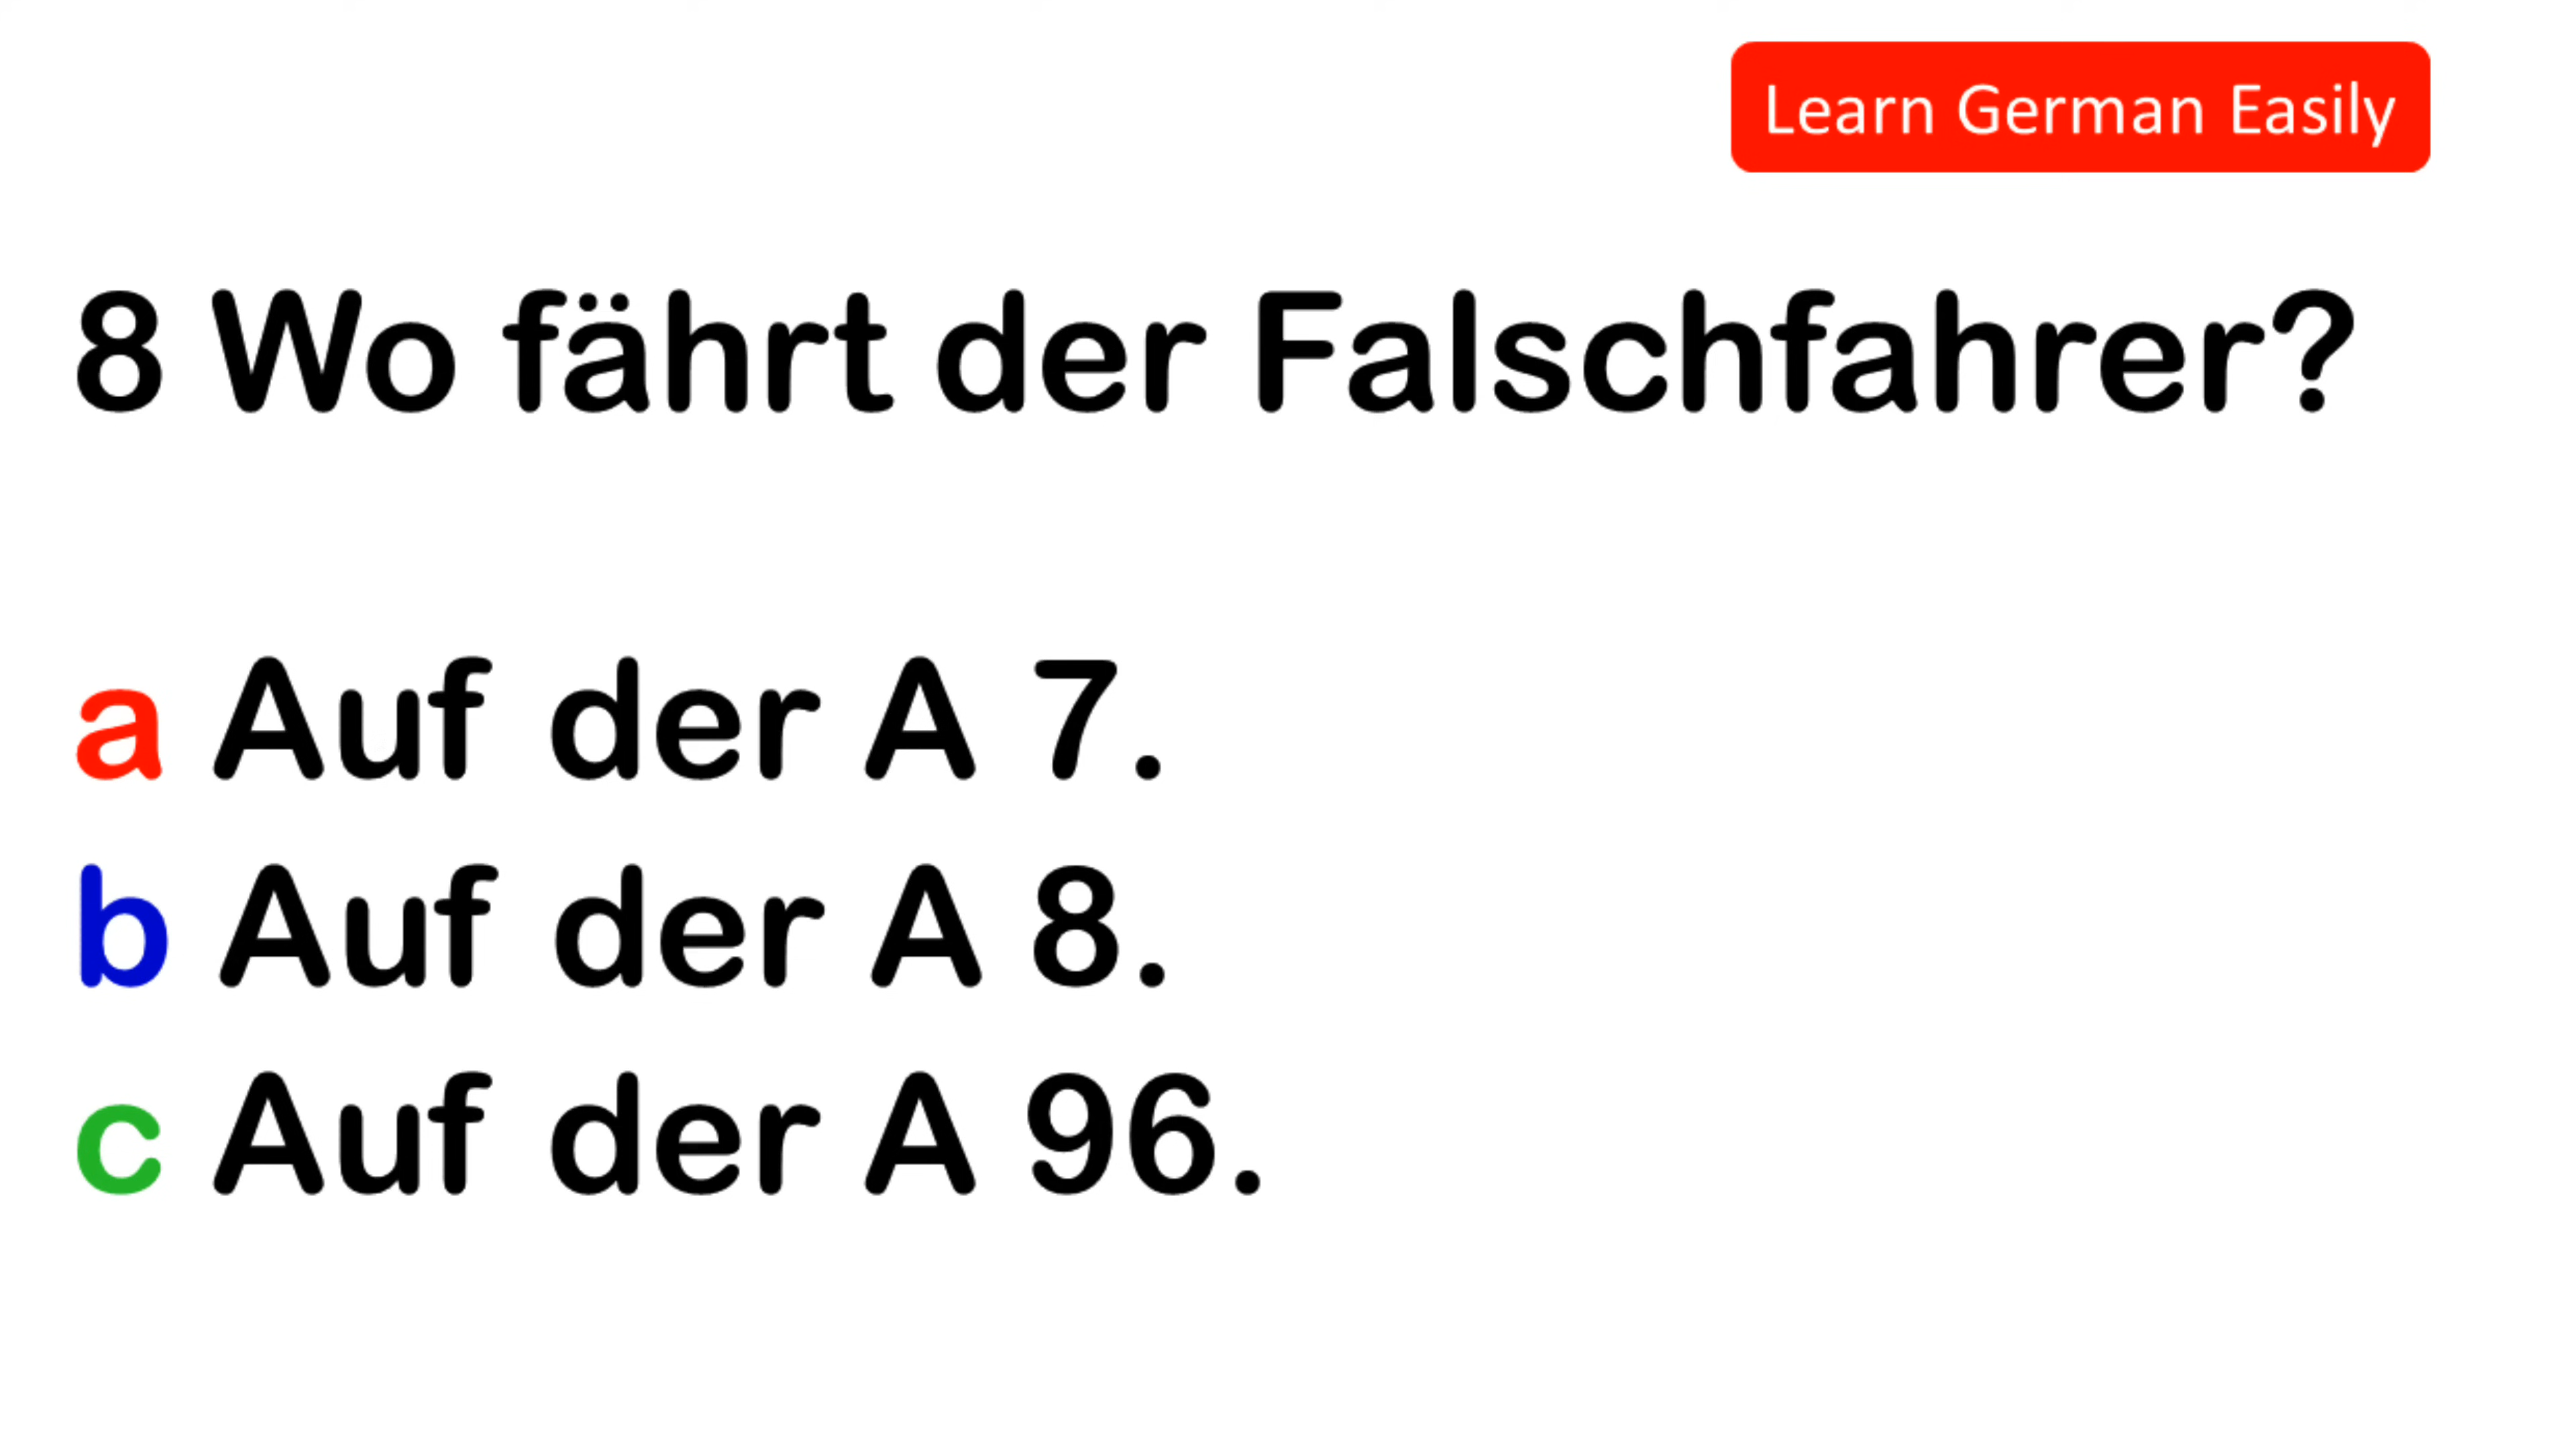 Learn German Easily
8 Wo fährt der Falschfahrer?
a Auf der A 7.
b Auf der A 8.
c Auf der A 96.